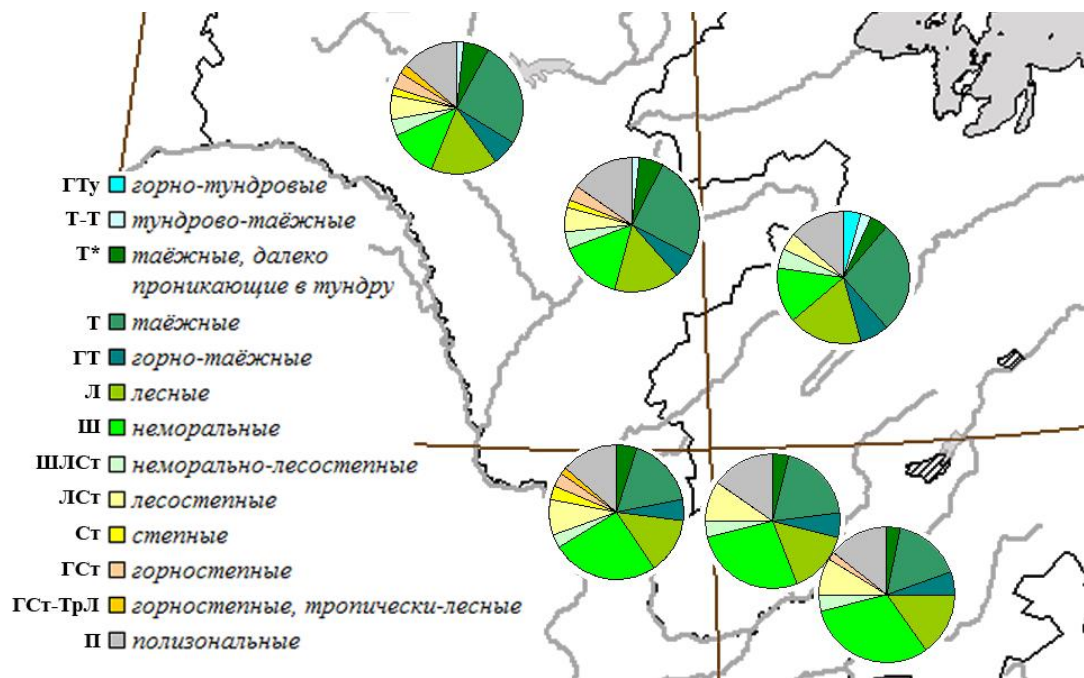 ГТу горно-тундровые
Т-Т тундрово-таёжные
Т* таёжные, далеко
проникающие в тундру
Т таёжные
ГТ горно-таёжные
Л лесные
Ш неморальные
ШЛСт неморально-лесостепные
ЛСт лесостепные
Ст степные
ГСт горностепные
ГСт-ТрЛ горностепные, тропически-лесные
П полизональные